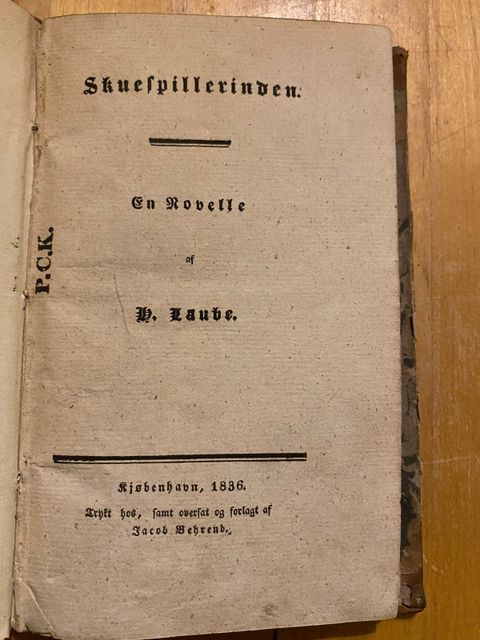 Skuespillerinden.
En Novelle
af
H. Laube.
P.C.K.
Kjøbenhavn, 1836.
Trykt hos, samt oversat og forlagt af
Jacob Behrend.